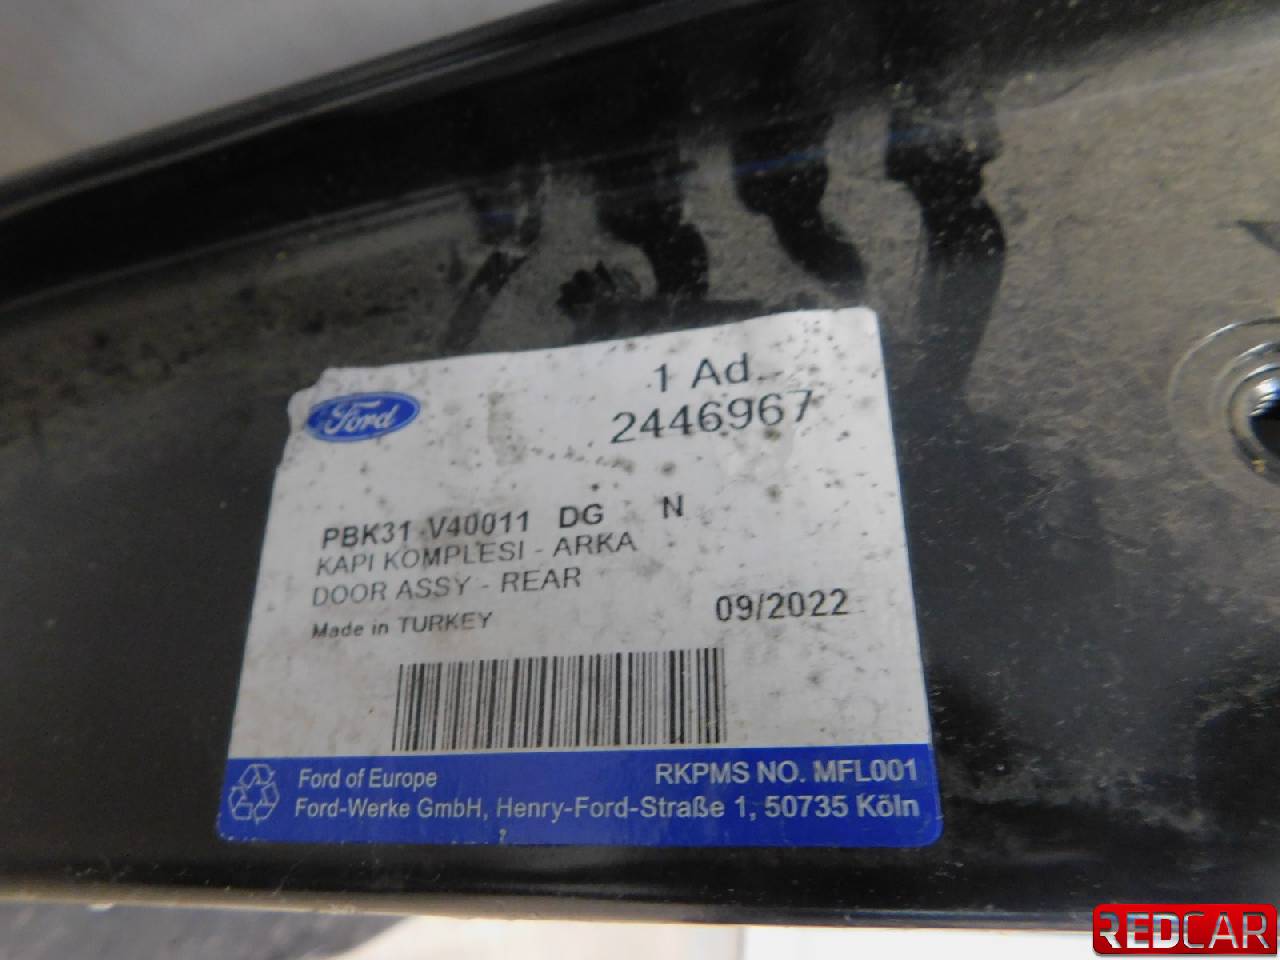 Ford
1 Ad.
2446967
PBK31 V40011 DG N
KAPI KOMPLESI - ARKA
DOOR ASSY - REAR
Made in TURKEY
09/2022
Ford of Europe
RKPMS NO. MFL001
Ford-Werke GmbH, Henry-Ford-Straße 1, 50735 Köln
REDCAR